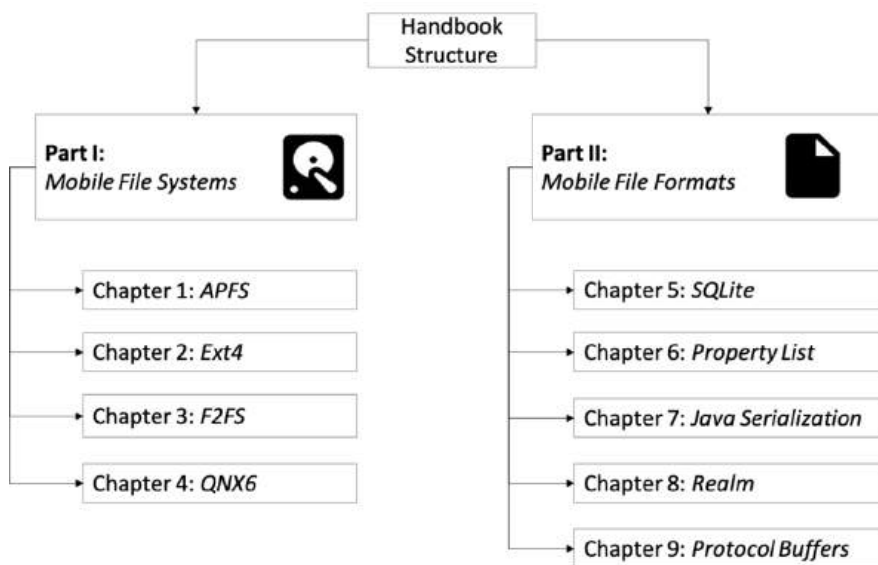 Handbook
Structure
Part I:
Mobile File Systems
Chapter 1: APFS
Chapter 2: Ext4
Chapter 3: F2FS
Chapter 4: QNX6
Part II:
Mobile File Formats
Chapter 5: SQLite
Chapter 6: Property List
Chapter 7: Java Serialization
Chapter 8: Realm
Chapter 9: Protocol Buffers